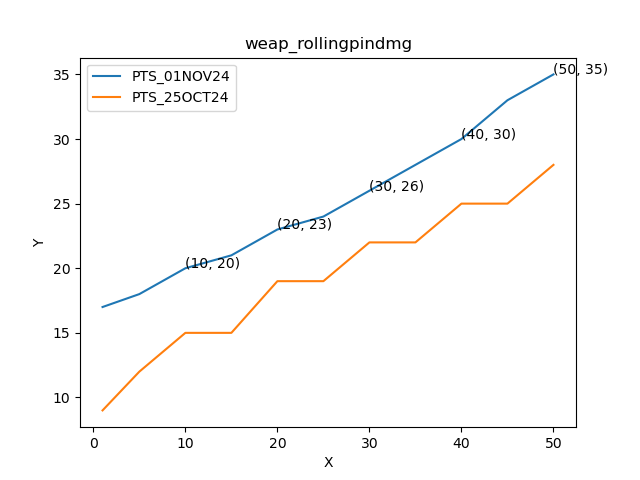 weap_rollingpindmg
PTS_01NOV24
PTS_25OCT24
(50, 35)
(40, 30)
(30, 26)
(20, 23)
(10, 20)
35
30
25
20
15
10
Y
0 10 20 30 40 50
X